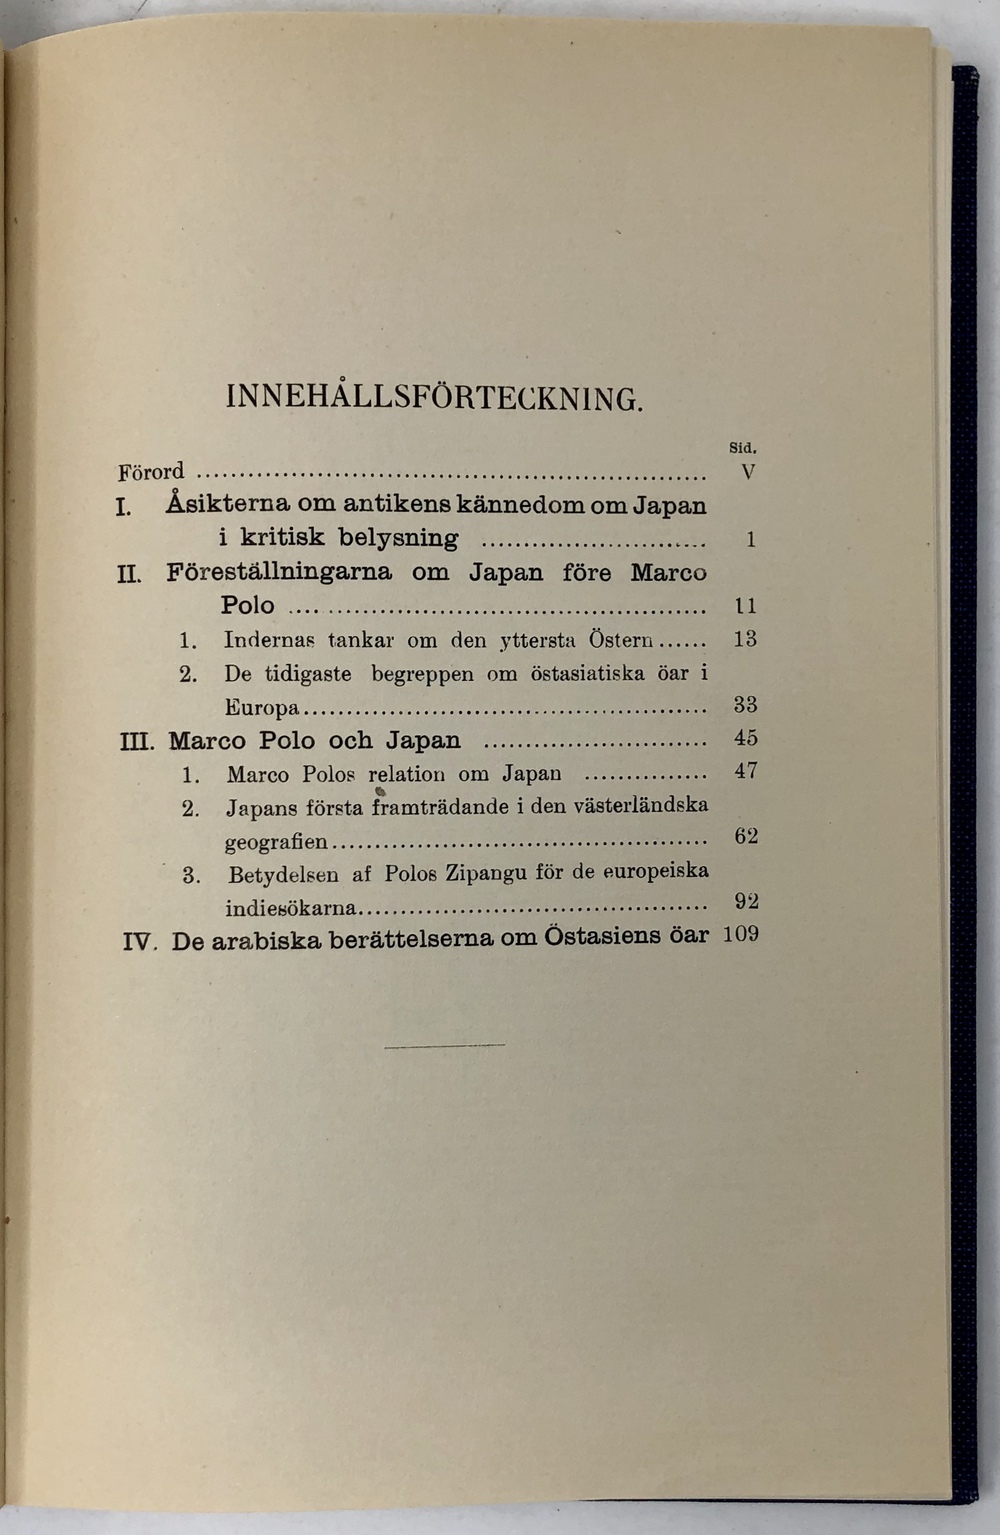 INNEHÅLLSFÖRTECKNING.
Sid.
Förord .......... V
I. Åsikterna om antikens kännedom om Japan
i kritisk belysning .......... 1
II. Föreställningarna om Japan före Marco
Polo .......... 11
1. Indernas tankar om den yttersta Östern ...... 13
2. De tidigaste begreppen om östasiatiska öar i
Europa .......... 33
III. Marco Polo och Japan .......... 45
1. Marco Polos relation om Japan .......... 47
2. Japans första framträdande i den västerländska
geografien .......... 62
3. Betydelsen af Polos Zipangu för de europeiska
indiesökarna .......... 92
IV. De arabiska berättelserna om Östasiens öar 109